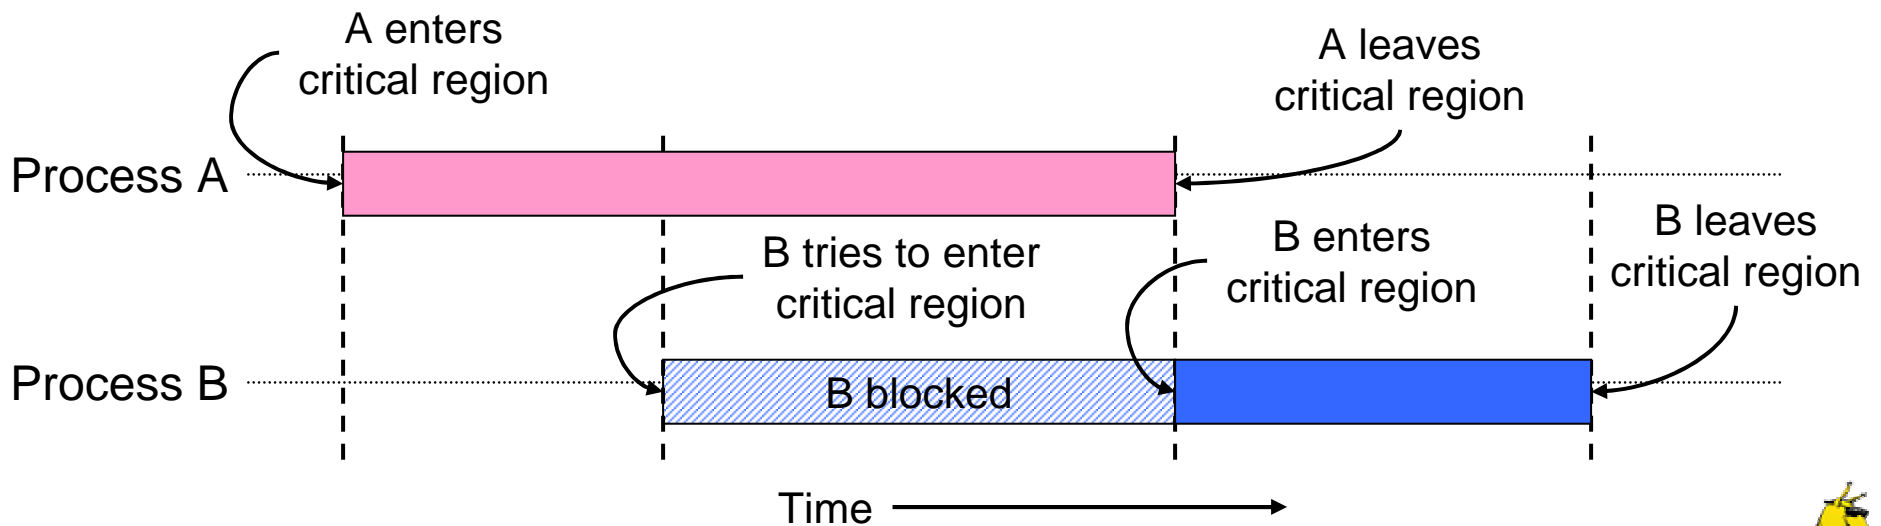 A enters
critical region
A leaves
critical region
Process A
B tries to enter
critical region
B enters
critical region
B leaves
critical region
Process B
B blocked
Time